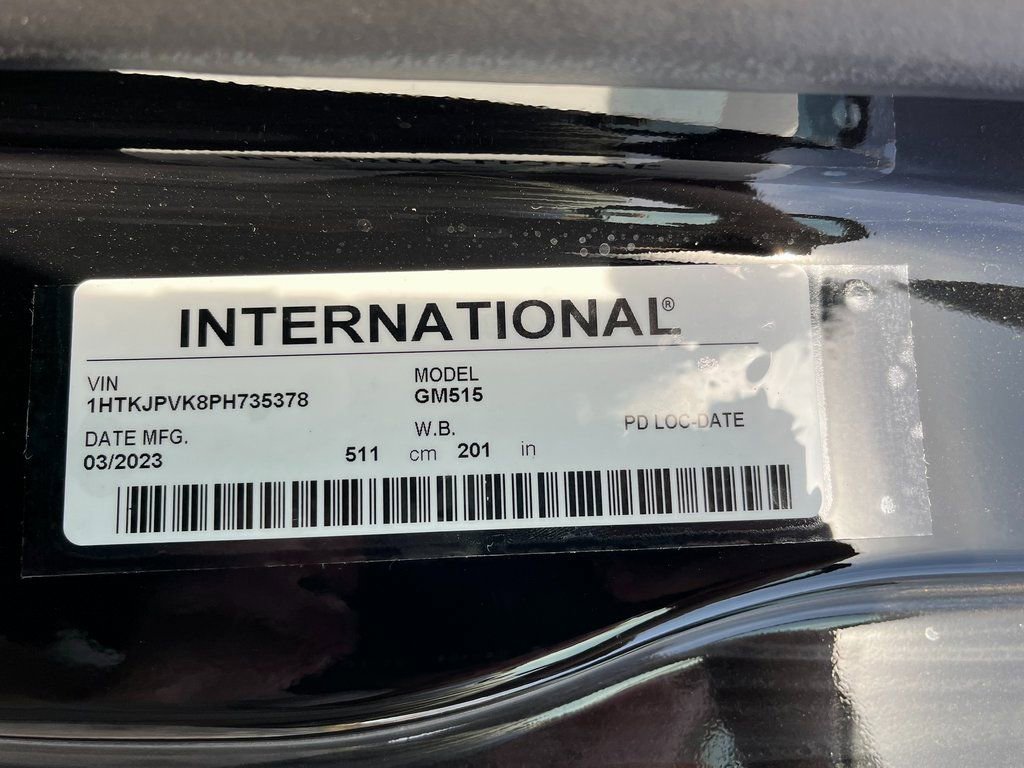 INTERNATIONAL®
VIN
1HTKJPVK8PH735378
MODEL
GM515
DATE MFG.
03/2023
W.B.
511 cm 201 in
PD LOC-DATE